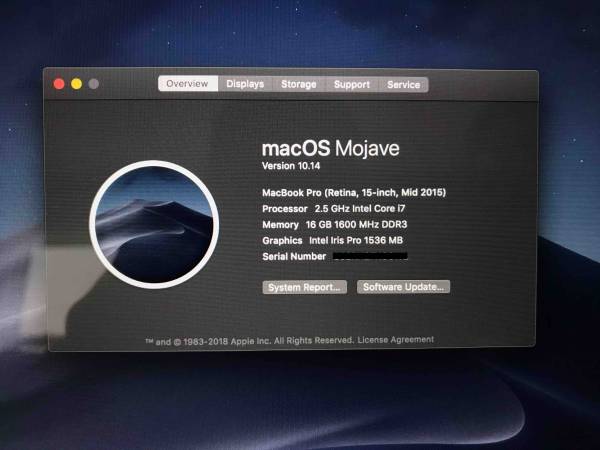 Overview Displays Storage Support Service
macOS Mojave
Version 10.14
MacBook Pro (Retina, 15-inch, Mid 2015)
Processor 2.5 GHz Intel Core i7
Memory 16 GB 1600 MHz DDR3
Graphics Intel Iris Pro 1536 MB
Serial Number
System Report... Software Update...
™ and © 1983-2018 Apple Inc. All Rights Reserved. License Agreement